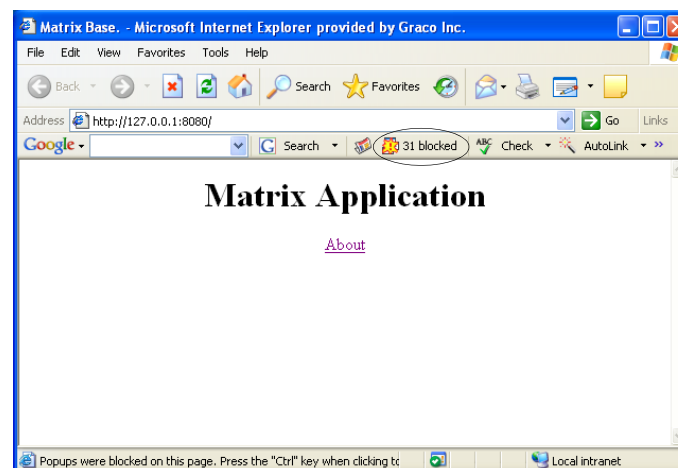 Matrix Base. - Microsoft Internet Explorer provided by Graco Inc.
File Edit View Favorites Tools Help
Back Search Favorites
Address http://127.0.0.1:8080/ Go Links
Google Search 31 blocked ABC Check AutoLink »
Matrix Application
About
Popups were blocked on this page. Press the "Ctrl" key when clicking Local intranet